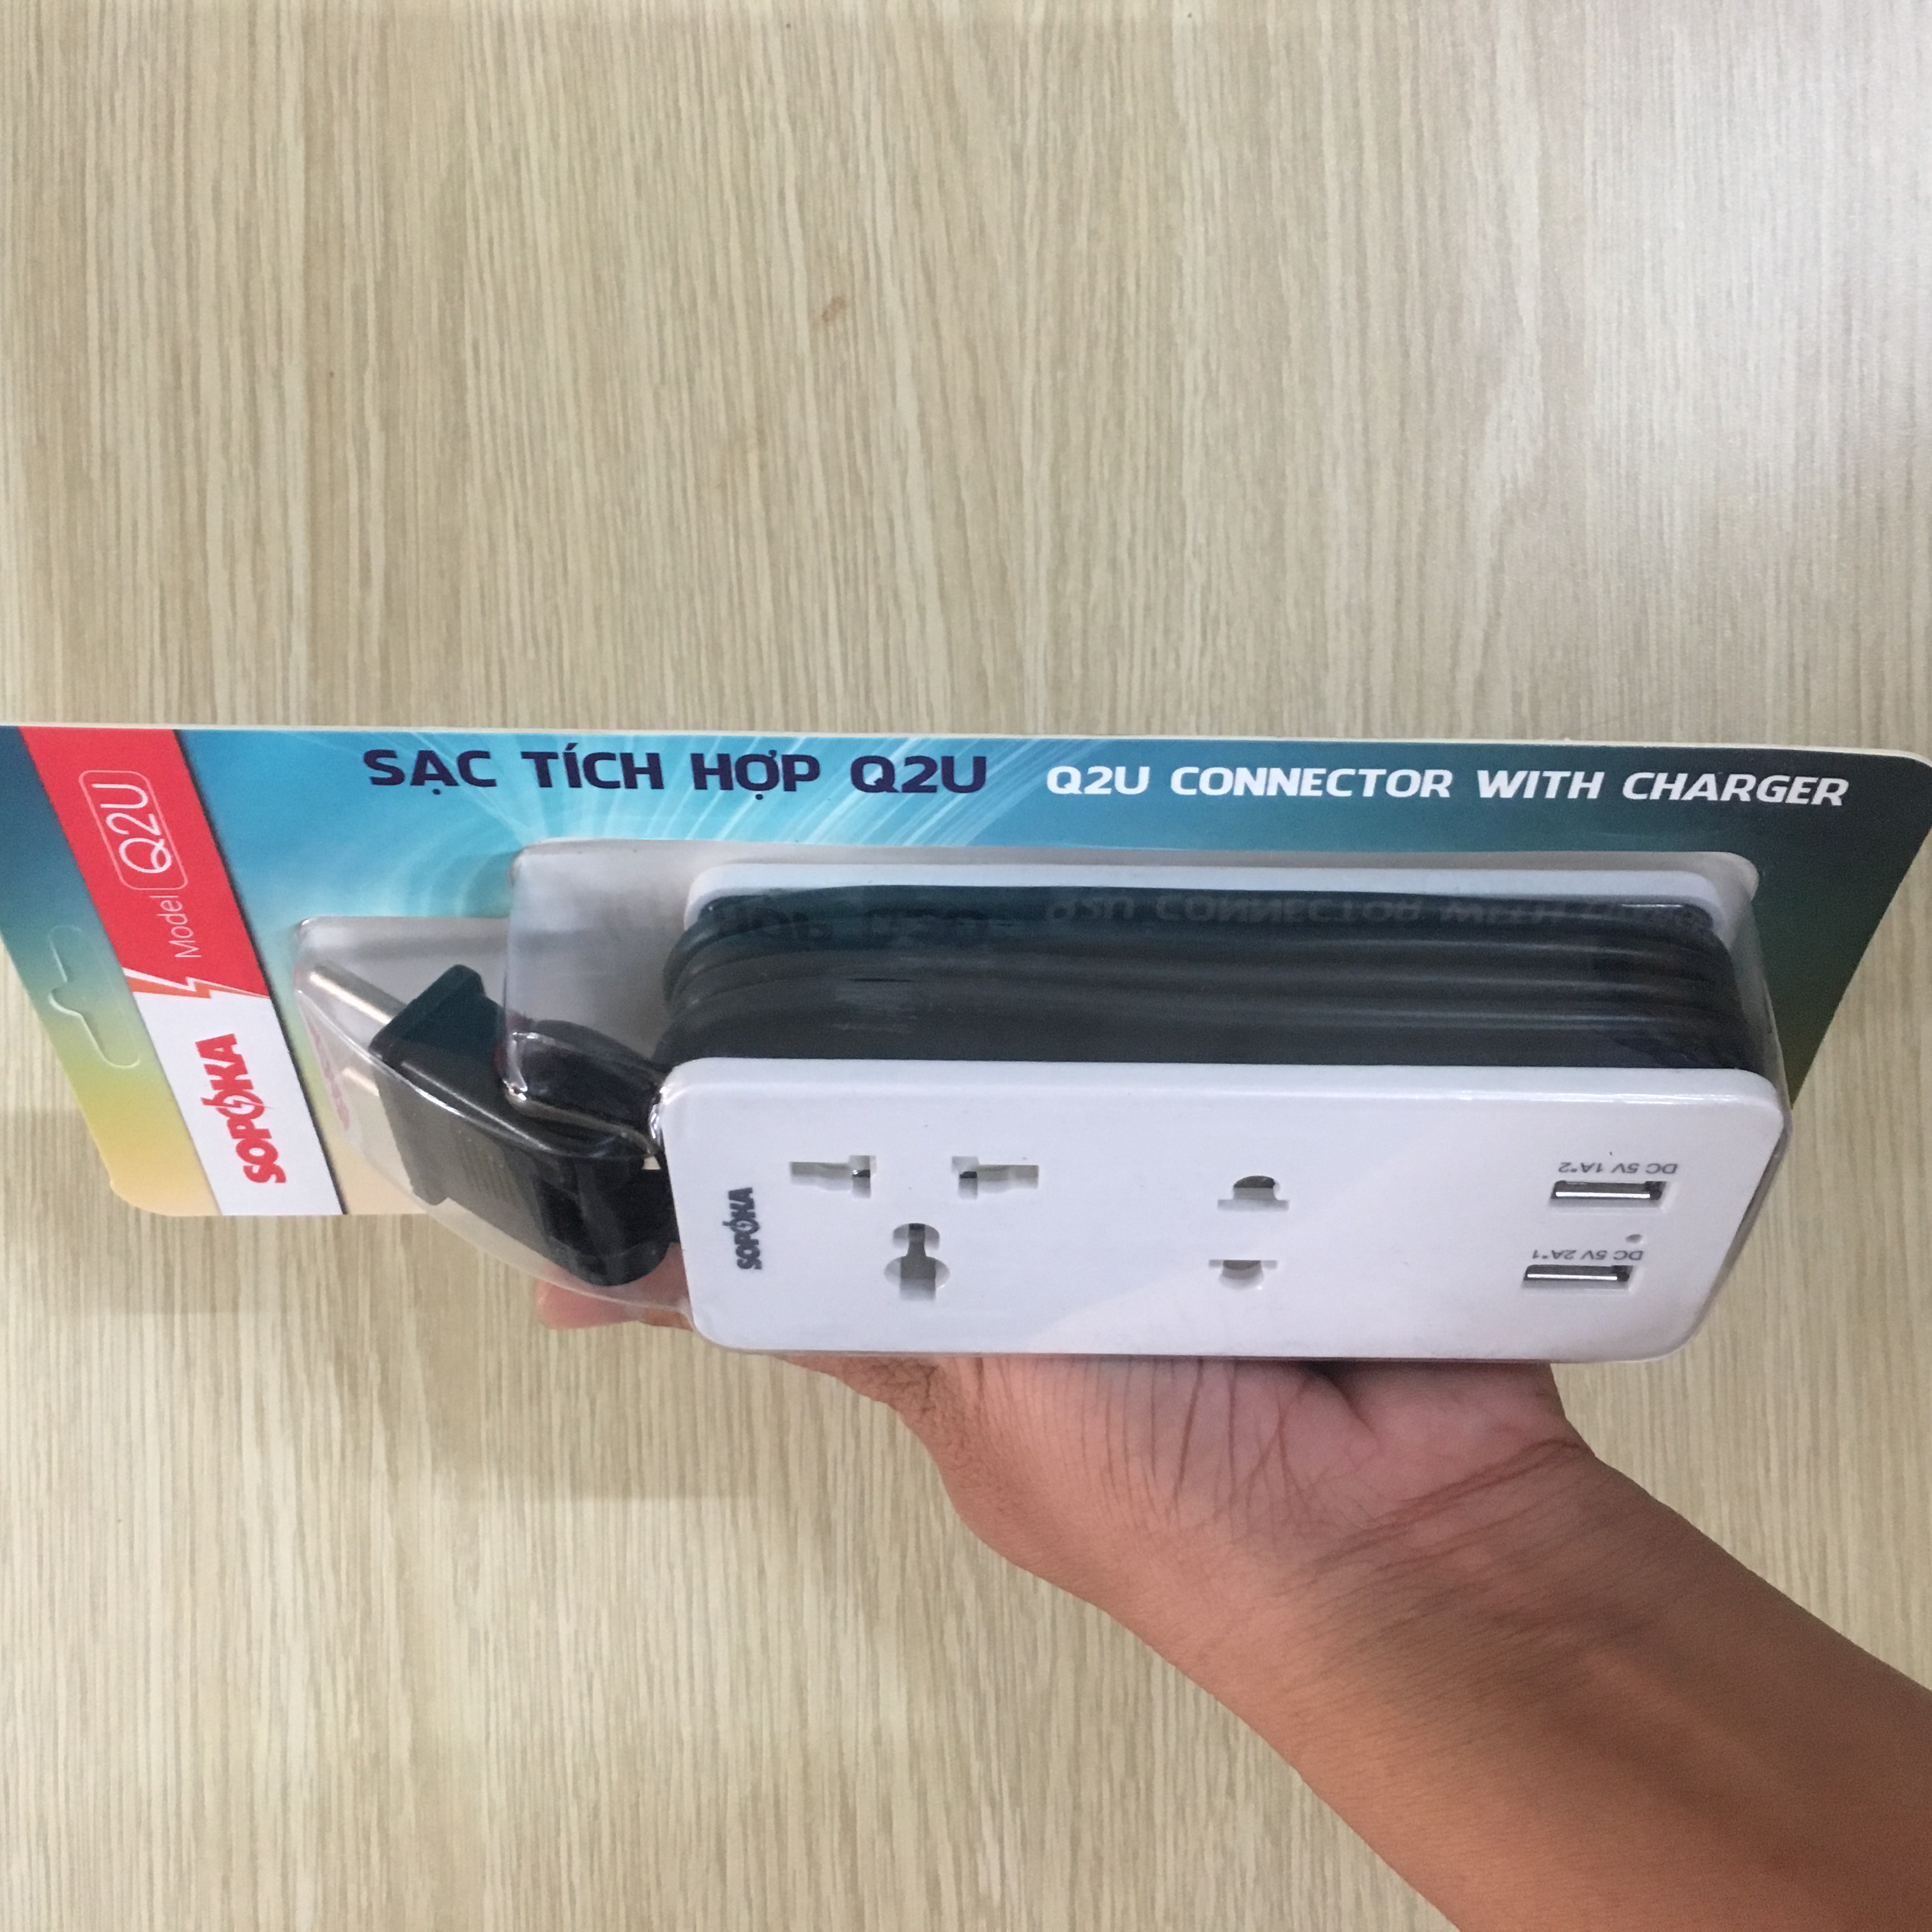 SẠC TÍCH HỢP Q2U
Q2U CONNECTOR WITH CHARGER
Model Q2U
SOPOKA
SOPOKA
DC 5V 1A*2
DC 5V 2A*1